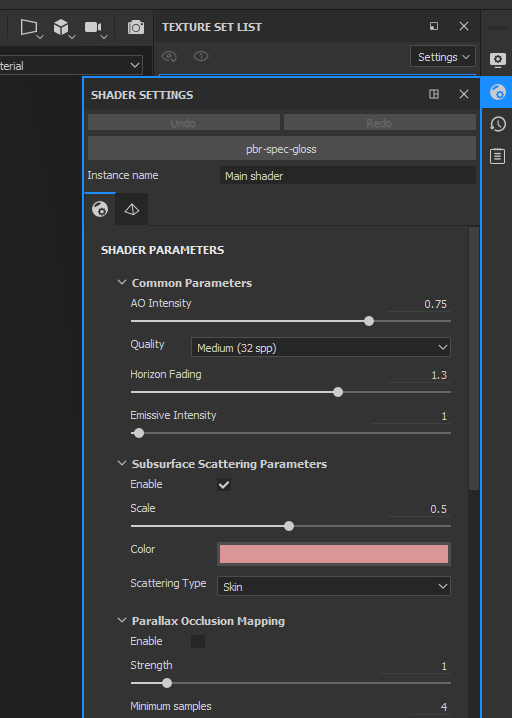 TEXTURE SET LIST
terial
Settings
SHADER SETTINGS
Undo
Redo
pbr-spec-gloss
Instance name
Main shader
SHADER PARAMETERS
Common Parameters
AO Intensity
0.75
Quality
Medium (32 spp)
Horizon Fading
1.3
Emissive Intensity
1
Subsurface Scattering Parameters
Enable
Scale
0.5
Color
Scattering Type
Skin
Parallax Occlusion Mapping
Enable
Strength
1
Minimum samples
4